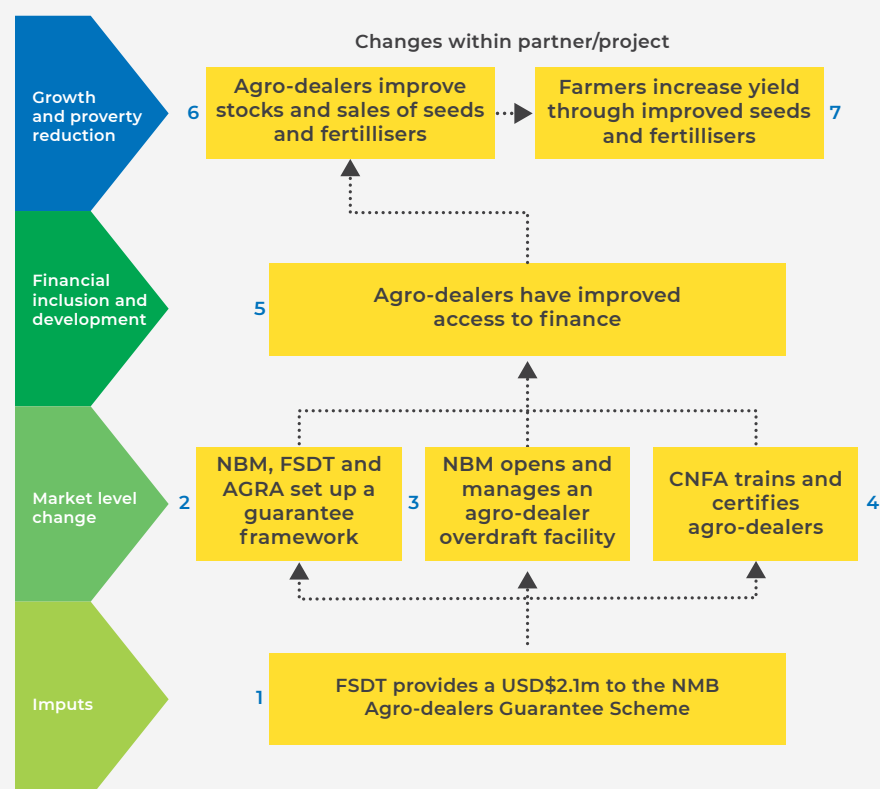 Changes within partner/project
Growth
and proverty
reduction
6
Agro-dealers improve
stocks and sales of seeds
and fertillisers
Farmers increase yield
through improved seeds
and fertillisers
7
Financial
inclusion and
development
5
Agro-dealers have improved
access to finance
Market level
change
2
NBM, FSDT and
AGRA set up a
guarantee
framework
3
NBM opens and
manages an
agro-dealer
overdraft facility
CNFA trains and
certifies
agro-dealers
4
Imputs
1
FSDT provides a USD$2.1m to the NMB
Agro-dealers Guarantee Scheme